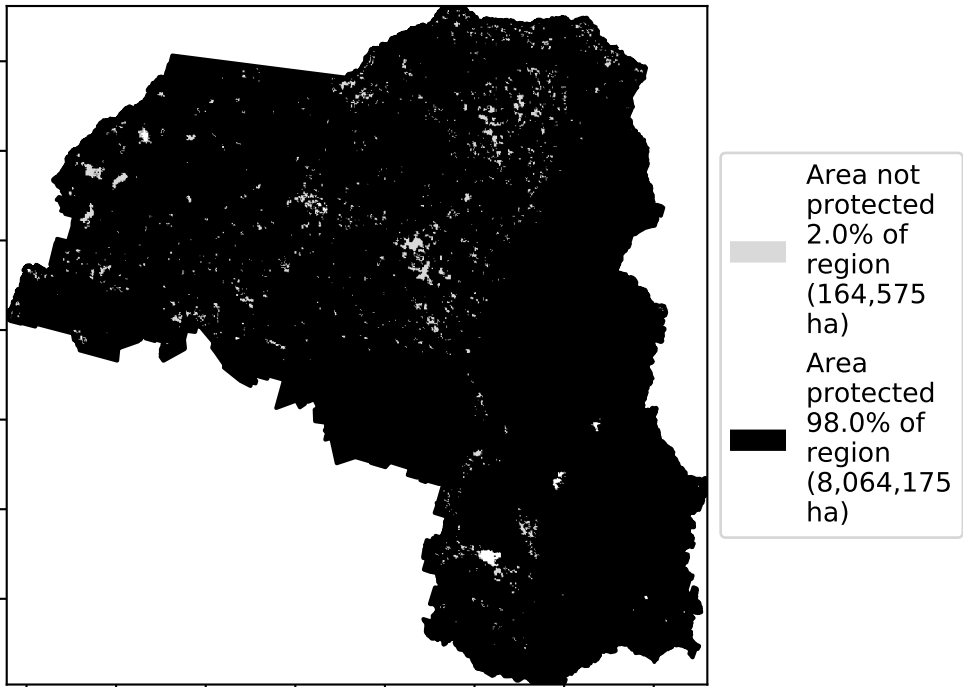 Area not
protected
2.0% of
region
(164,575
ha)
Area
protected
98.0% of
region
(8,064,175
ha)